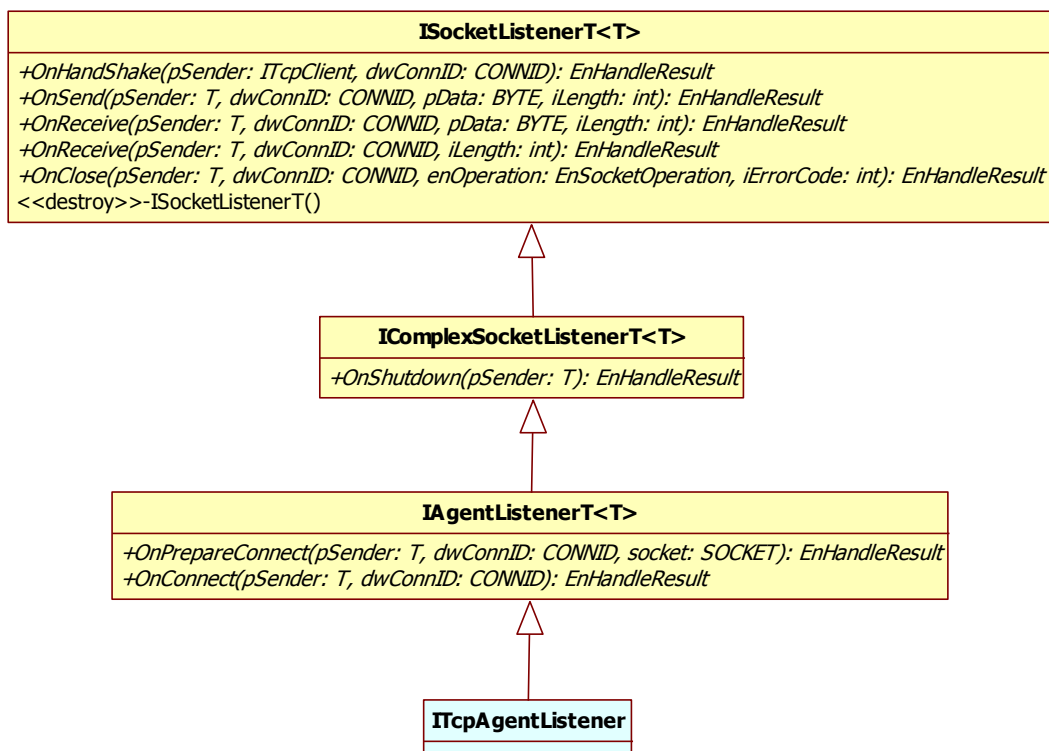 ISocketListenerT<T>
+OnHandShake(pSender: ITcpClient, dwConnID: CONNID): EnHandleResult
+OnSend(pSender: T, dwConnID: CONNID, pData: BYTE, iLength: int): EnHandleResult
+OnReceive(pSender: T, dwConnID: CONNID, pData: BYTE, iLength: int): EnHandleResult
+OnReceive(pSender: T, dwConnID: CONNID, iLength: int): EnHandleResult
+OnClose(pSender: T, dwConnID: CONNID, enOperation: EnSocketOperation, iErrorCode: int): EnHandleResult
<<destroy>>-ISocketListenerT()
IComplexSocketListenerT<T>
+OnShutdown(pSender: T): EnHandleResult
IAgentListenerT<T>
+OnPrepareConnect(pSender: T, dwConnID: CONNID, socket: SOCKET): EnHandleResult
+OnConnect(pSender: T, dwConnID: CONNID): EnHandleResult
ITcpAgentListener